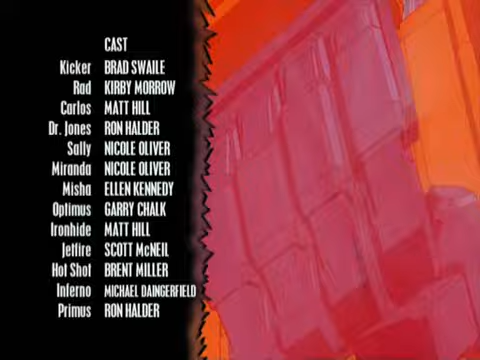 CAST
Kicker BRAD SWAILE
Rad KIRBY MORROW
Carlos MATT HILL
Dr. Jones RON HALDER
Sally NICOLE OLIVER
Miranda NICOLE OLIVER
Misha ELLEN KENNEDY
Optimus GARRY CHALK
Ironhide MATT HILL
Jetfire SCOTT McNEIL
Hot Shot BRENT MILLER
Inferno MICHAEL DAINGERFIELD
Primus RON HALDER